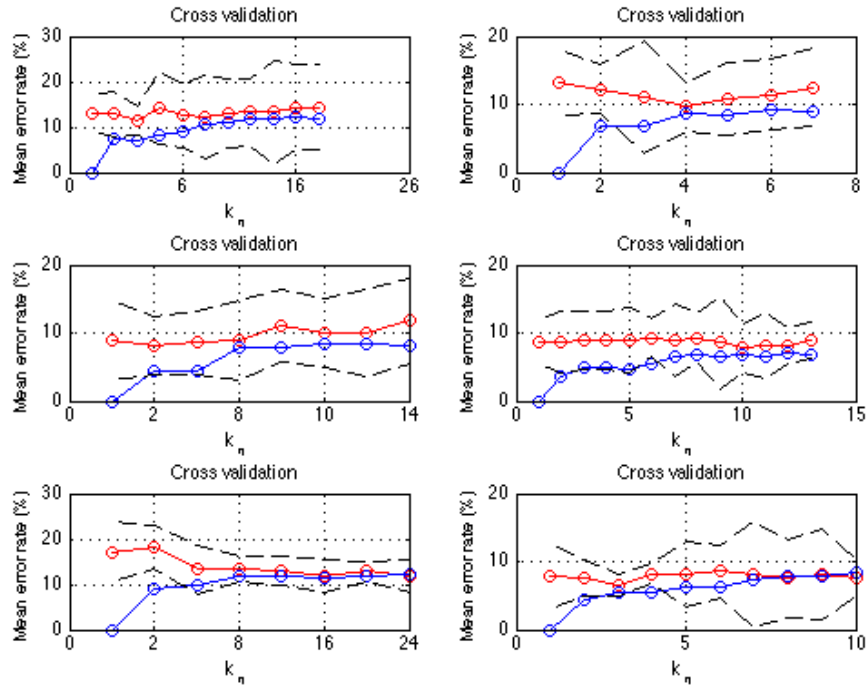 Cross validation
Mean error rate (%)
30
20
10
0
0 6 16 26
k η
Cross validation
Mean error rate (%)
20
10
0
0 2 4 6 8
k η
Cross validation
Mean error rate (%)
20
10
0
0 2 8 10 14
k η
Cross validation
Mean error rate (%)
20
10
0
0 5 10 15
k η
Cross validation
Mean error rate (%)
30
20
10
0
0 2 8 16 24
k η
Cross validation
Mean error rate (%)
20
10
0
0 5 10
k η